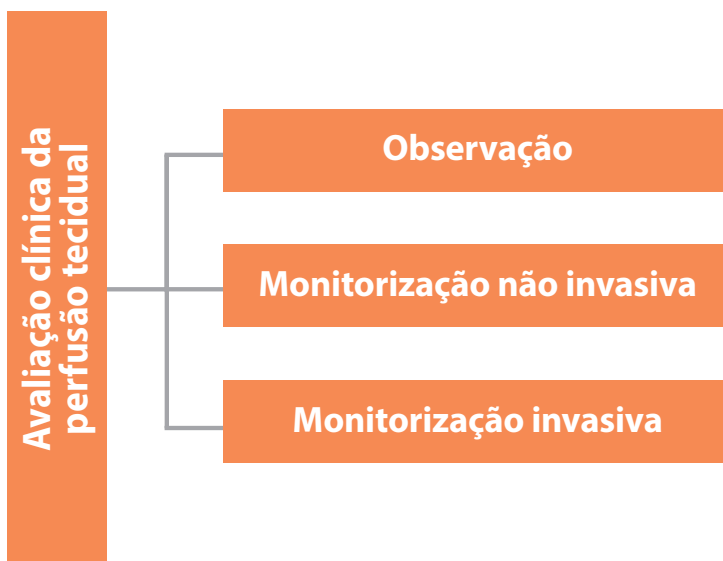 Avaliação clínica da
perfusão tecidual
Observação
Monitorização não invasiva
Monitorização invasiva